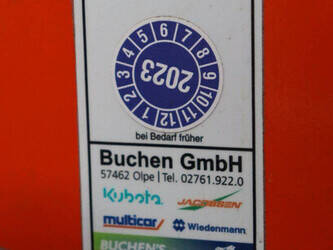 1 2 3 4 5 6 7 8 9 10 11 12
2023
bei Bedarf früher
Buchen GmbH
57462 Olpe | Tel. 02761.922.0
Kubota JACOBSEN
multicar Wiedenmann
BUCHEN'S